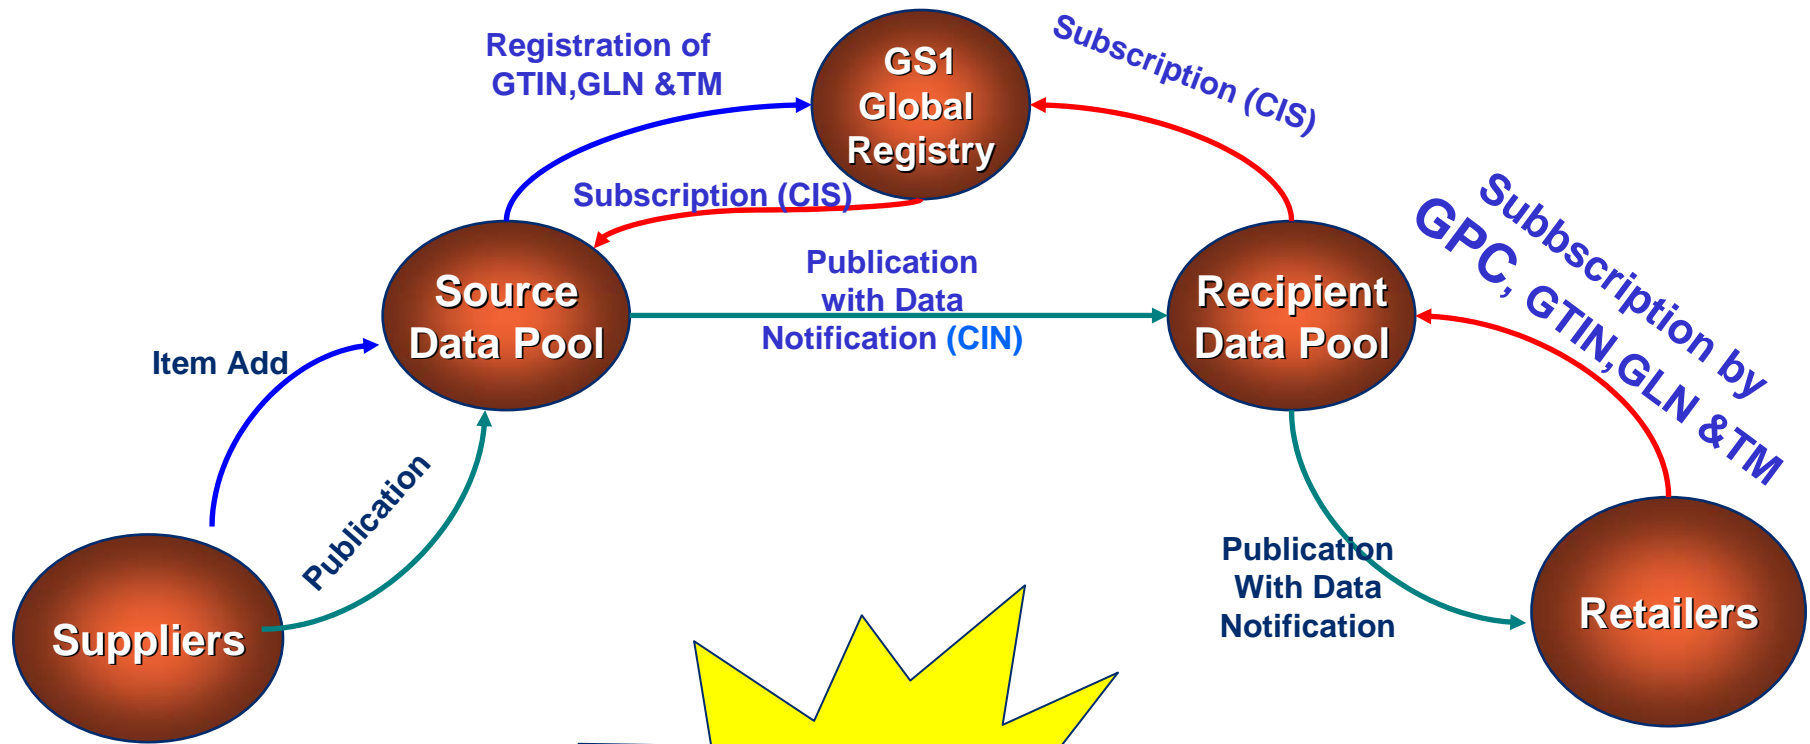 Registration of
GTIN,GLN &TM
GS1
Global
Registry
Subscription (CIS)
Subscription (CIS)
Source
Data Pool
Publication
with Data
Notification (CIN)
Recipient
Data Pool
Subbscription by
GPC, GTIN,GLN &TM
Item Add
Publication
Suppliers
Publication
With Data
Notification
Retailers